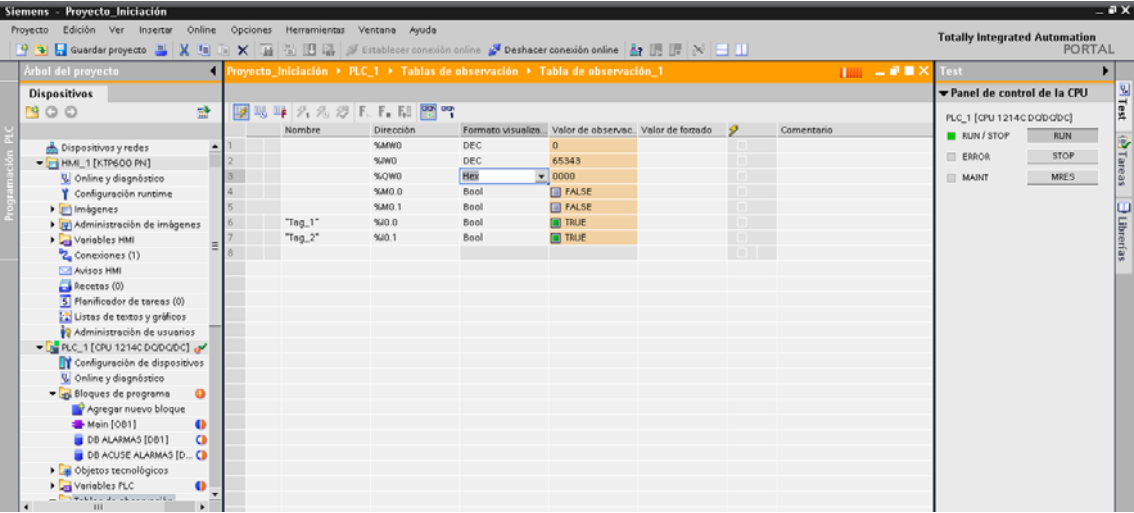 Siemens - Proyecto_Iniciación
Proyecto Edición Ver Insertar Online Opciones Herramientas Ventana Ayuda
Guardar proyecto Establecer conexión online Deshacer conexión online
Totally Integrated Automation
PORTAL
Árbol del proyecto
Dispositivos
Programación PLC
Dispositivos y redes
HMI_1 [KTP600 PN]
Online y diagnóstico
Configuración runtime
Imágenes
Administración de imágenes
Variables HMI
Conexiones (1)
Avisos HMI
Recetas (0)
Planificador de tareas (0)
Listas de textos y gráficos
Administración de usuarios
PLC_1 [CPU 1214C DC/DC/DC]
Configuración de dispositivos
Online y diagnóstico
Bloques de programa
Agregar nuevo bloque
Main [OB1]
DB ALARMAS [DB1]
DB ACUSE ALARMAS [D...
Objetos tecnológicos
Variables PLC
Tablas de observación
Proyecto_Iniciación PLC_1 Tablas de observación Tabla de observación_1
Nombre Dirección Formato visualiza... Valor de observac.. Valor de forzado Comentario
1 %MW0 DEC 0
2 %IW0 DEC 65343
3 %QW0 Hex 0000
4 %M0.0 Bool FALSE
5 %M0.1 Bool FALSE
6 "Tag_1" %I0.0 Bool TRUE
7 "Tag_2" %I0.1 Bool TRUE
8
Test
Panel de control de la CPU
PLC_1 [CPU 1214C DC/DC/DC]
RUN / STOP RUN
ERROR STOP
MAINT MRES
Test
Tareas
Librerías